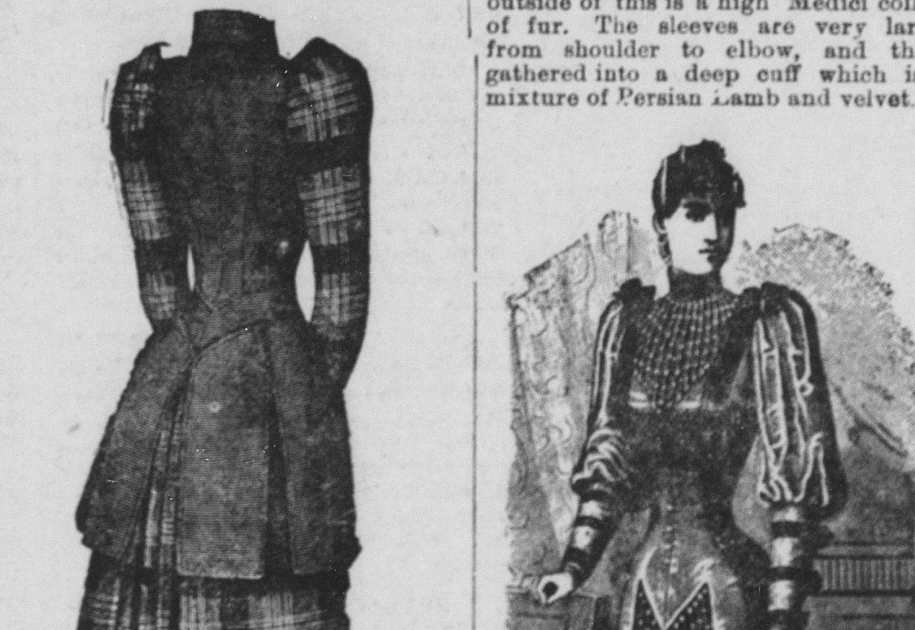 outside of this is a high Medici coll
of fur. The sleeves are very lar
from shoulder to elbow, and th
gathered into a deep cuff which i
mixture of Persian Lamb and velvet.